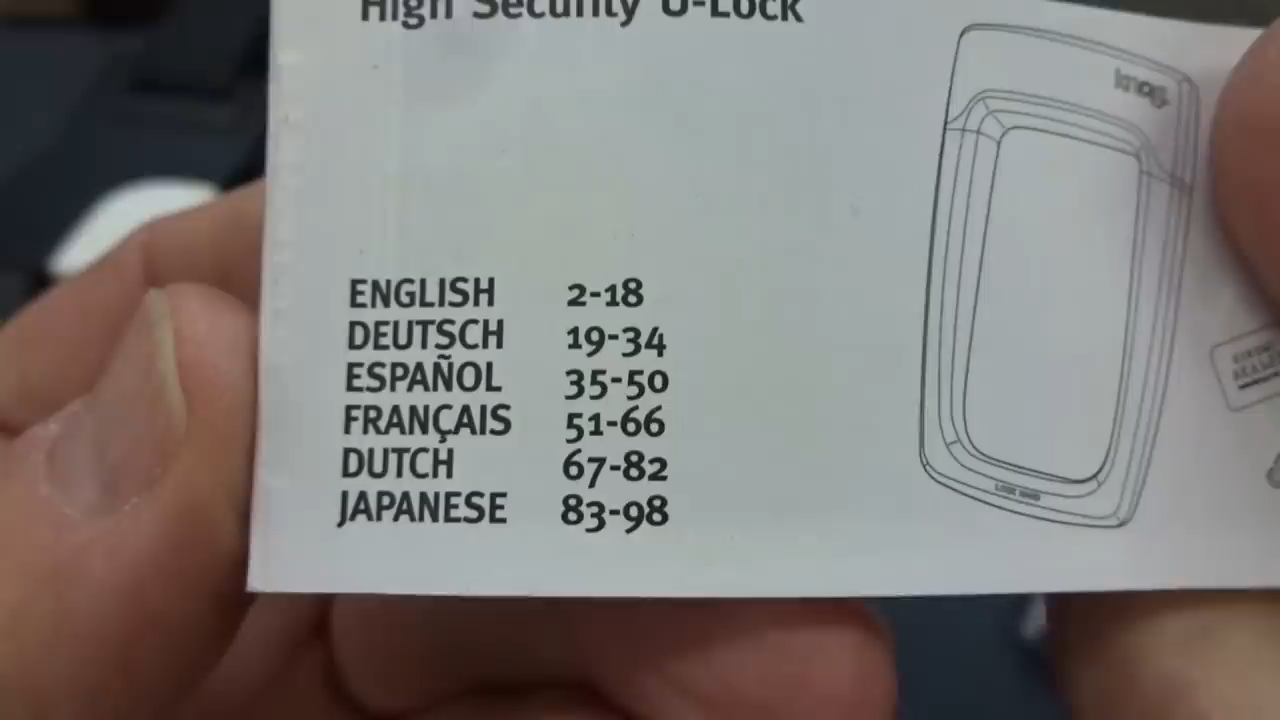 High Security U-Lock
knog
ENGLISH 2-18
DEUTSCH 19-34
ESPAÑOL 35-50
FRANÇAIS 51-66
DUTCH 67-82
JAPANESE 83-98